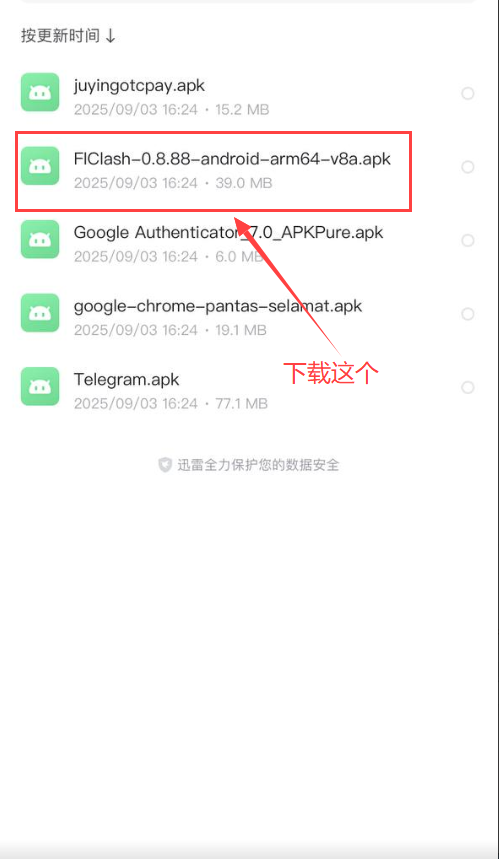 按更新时间 ↓
juyingotcpay.apk
2025/09/03 16:24 · 15.2 MB
FlClash-0.8.88-android-arm64-v8a.apk
2025/09/03 16:24 · 39.0 MB
Google Authenticator_7.0_APKPure.apk
2025/09/03 16:24 · 6.0 MB
google-chrome-pantas-selamat.apk
2025/09/03 16:24 · 19.1 MB
下载这个
Telegram.apk
2025/09/03 16:24 · 77.1 MB
迅雷全力保护您的数据安全